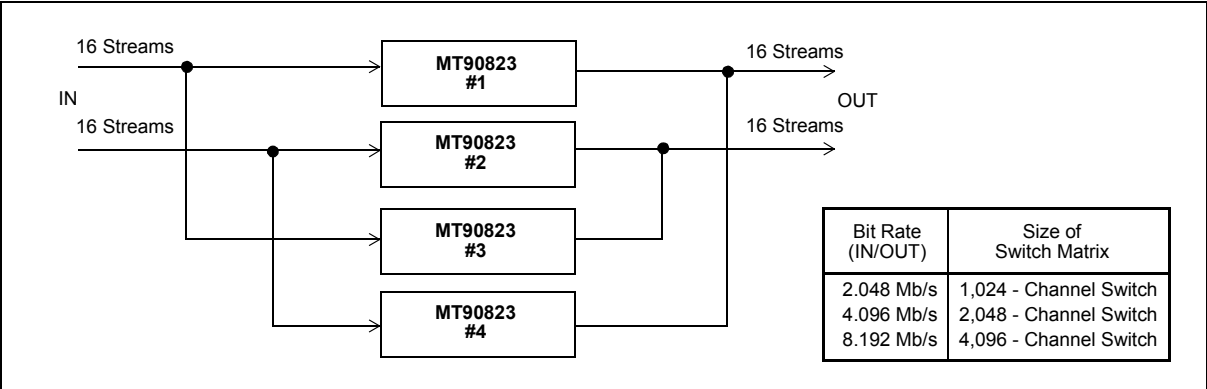 16 Streams
MT90823
#1
16 Streams
IN
OUT
16 Streams
MT90823
#2
16 Streams
MT90823
#3
MT90823
#4
Bit Rate
(IN/OUT)
Size of
Switch Matrix
2.048 Mb/s 1,024 - Channel Switch
4.096 Mb/s 2,048 - Channel Switch
8.192 Mb/s 4,096 - Channel Switch